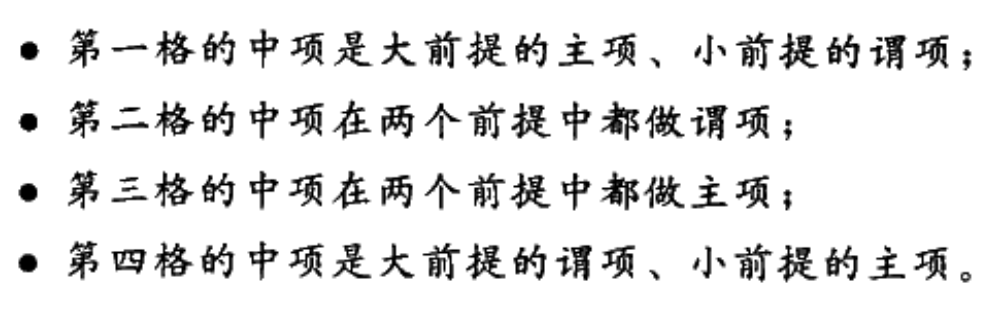 ● 第一格的中项是大前提的主项、小前提的谓项；
● 第二格的中项在两个前提中都做谓项；
● 第三格的中项在两个前提中都做主项；
● 第四格的中项是大前提的谓项、小前提的主项。